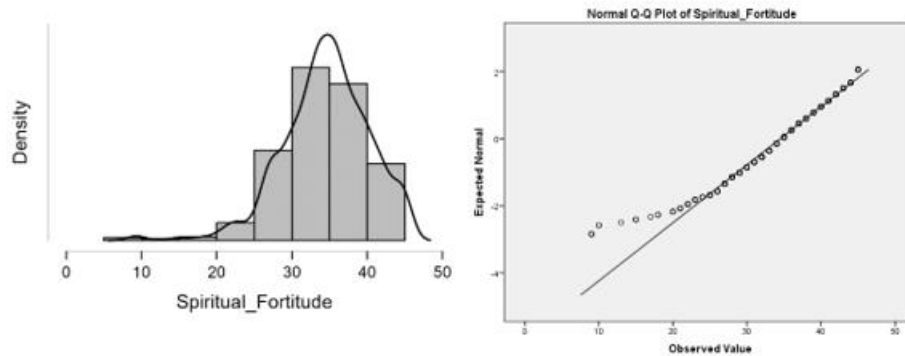 Density
0 10 20 30 40 50
Spiritual_Fortitude
Normal Q-Q Plot of Spiritual_Fortitude
Expected Normal
2
0
-2
-4
0 10 20 30 40 50
Observed Value